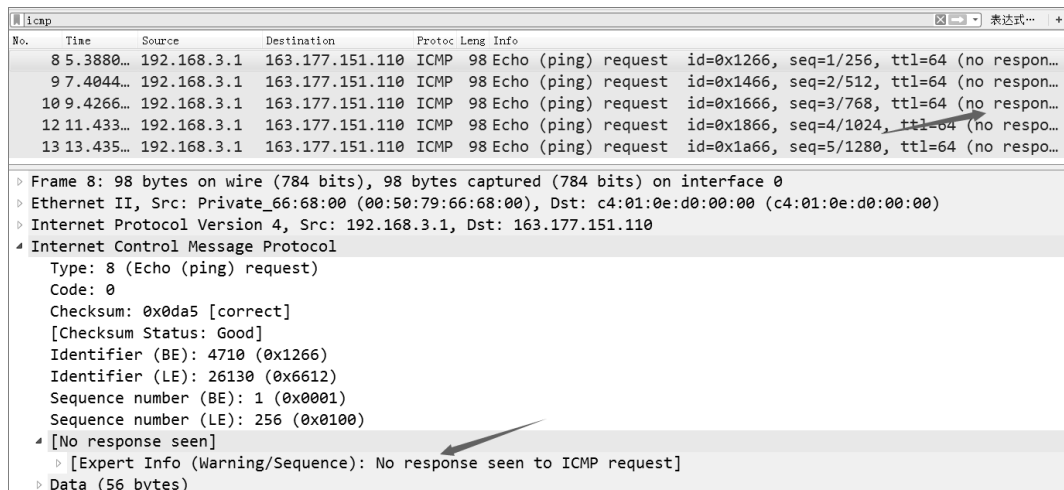 icmp 表达式… +
No. Time Source Destination Protoc Leng Info
8 5.3880… 192.168.3.1 163.177.151.110 ICMP 98 Echo (ping) request id=0x1266, seq=1/256, ttl=64 (no respon…
9 7.4044… 192.168.3.1 163.177.151.110 ICMP 98 Echo (ping) request id=0x1466, seq=2/512, ttl=64 (no respon…
10 9.4266… 192.168.3.1 163.177.151.110 ICMP 98 Echo (ping) request id=0x1666, seq=3/768, ttl=64 (no respon…
12 11.433… 192.168.3.1 163.177.151.110 ICMP 98 Echo (ping) request id=0x1866, seq=4/1024, ttl=64 (no respo…
13 13.435… 192.168.3.1 163.177.151.110 ICMP 98 Echo (ping) request id=0x1a66, seq=5/1280, ttl=64 (no respo…
Frame 8: 98 bytes on wire (784 bits), 98 bytes captured (784 bits) on interface 0
Ethernet II, Src: Private_66:68:00 (00:50:79:66:68:00), Dst: c4:01:0e:d0:00:00 (c4:01:0e:d0:00:00)
Internet Protocol Version 4, Src: 192.168.3.1, Dst: 163.177.151.110
Internet Control Message Protocol
Type: 8 (Echo (ping) request)
Code: 0
Checksum: 0x0da5 [correct]
[Checksum Status: Good]
Identifier (BE): 4710 (0x1266)
Identifier (LE): 26130 (0x6612)
Sequence number (BE): 1 (0x0001)
Sequence number (LE): 256 (0x0100)
[No response seen]
[Expert Info (Warning/Sequence): No response seen to ICMP request]
Data (56 bytes)